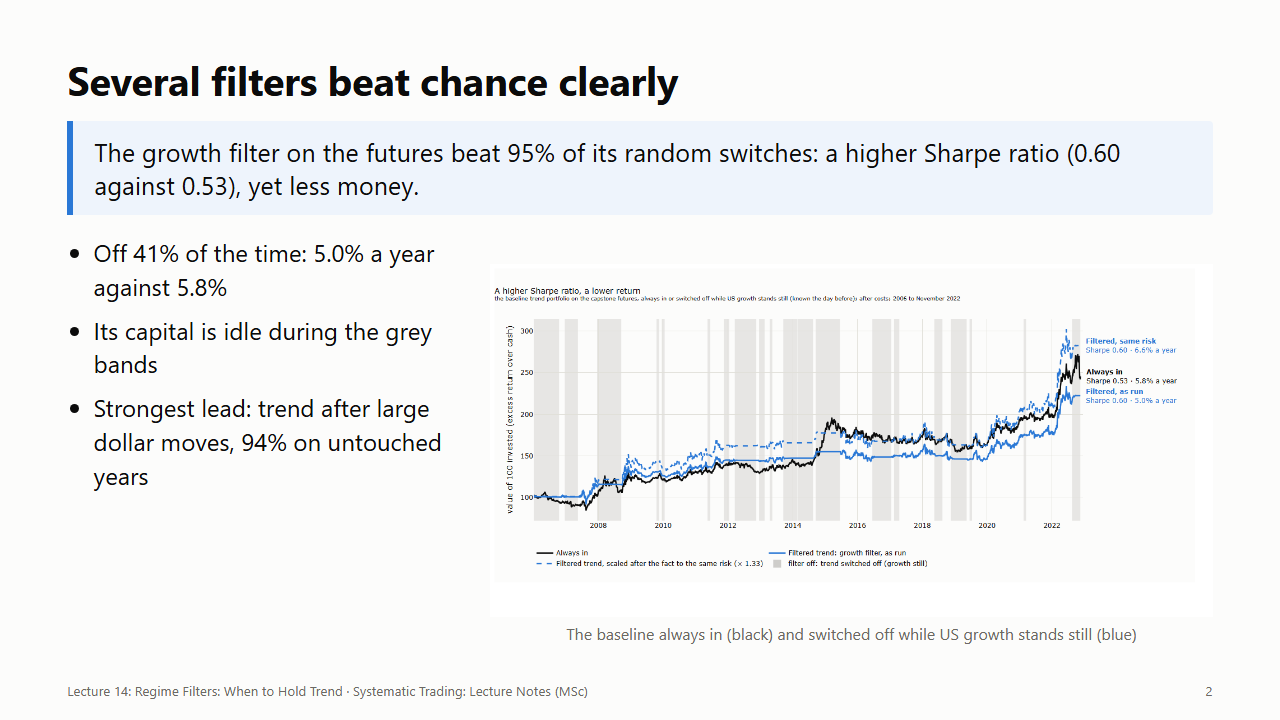 Several filters beat chance clearly
The growth filter on the futures beat 95% of its random switches: a higher Sharpe ratio (0.60
against 0.53), yet less money.
• Off 41% of the time: 5.0% a year
against 5.8%
• Its capital is idle during the grey
bands
• Strongest lead: trend after large
dollar moves, 94% on untouched
years
A higher Sharpe ratio, a lower return
the baseline trend portfolio on the capstone futures, always in or switched off while US growth stands still (known the day before); after costs; 2006 to November 2022
value of 100 invested (excess return over cash)
300
250
200
150
100
2008 2010 2012 2014 2016 2018 2020 2022
Filtered, same risk
Sharpe 0.60 · 6.6% a year
Always in
Sharpe 0.53 · 5.8% a year
Filtered, as run
Sharpe 0.60 · 5.0% a year
Always in
Filtered trend, scaled after the fact to the same risk (× 1.33)
Filtered trend: growth filter, as run
filter off: trend switched off (growth still)
The baseline always in (black) and switched off while US growth stands still (blue)
Lecture 14: Regime Filters: When to Hold Trend · Systematic Trading: Lecture Notes (MSc)
2